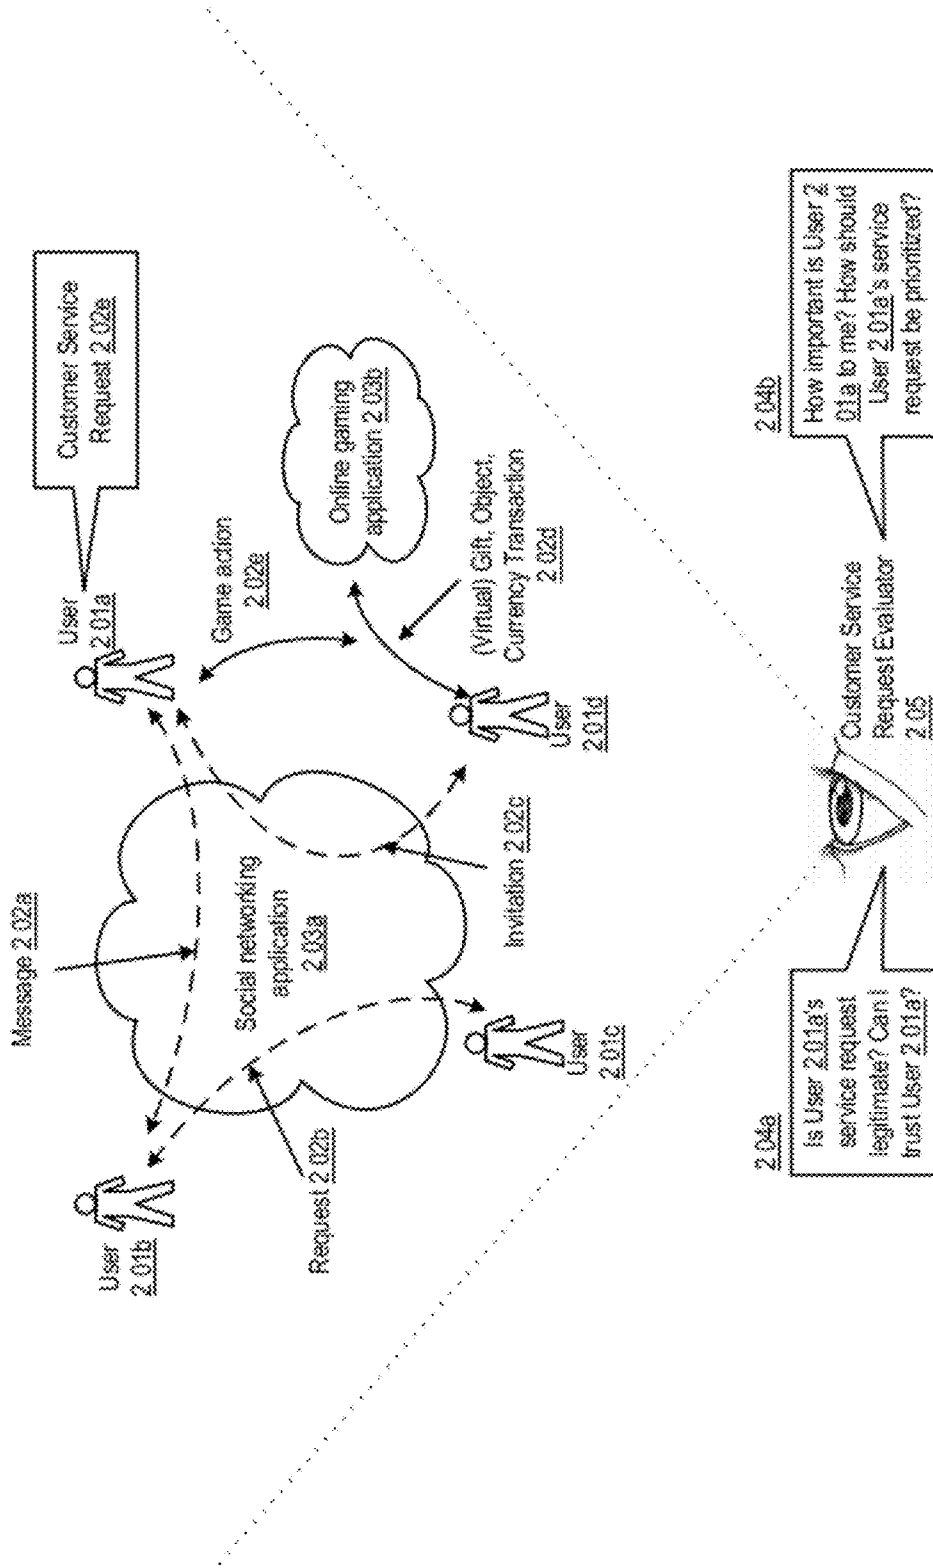 Message 2.02a
User
2.01b
User
2.01a
Customer Service
Request 2.02e
Request 2.02b
Social networking
application
2.03a
Game action
2.02e
Online gaming
application 2.03b
Invitation 2.02c
(Virtual) Gift, Object,
Currency Transaction
2.02d
User
2.01c
User
2.01d
2.04a
Is User 2.01a's
service request
legitimate? Can I
trust User 2.01a?
Customer Service
Request Evaluator
2.05
2.04b
How important is User 2
01a to me? How should
User 2.01a's service
request be prioritized?